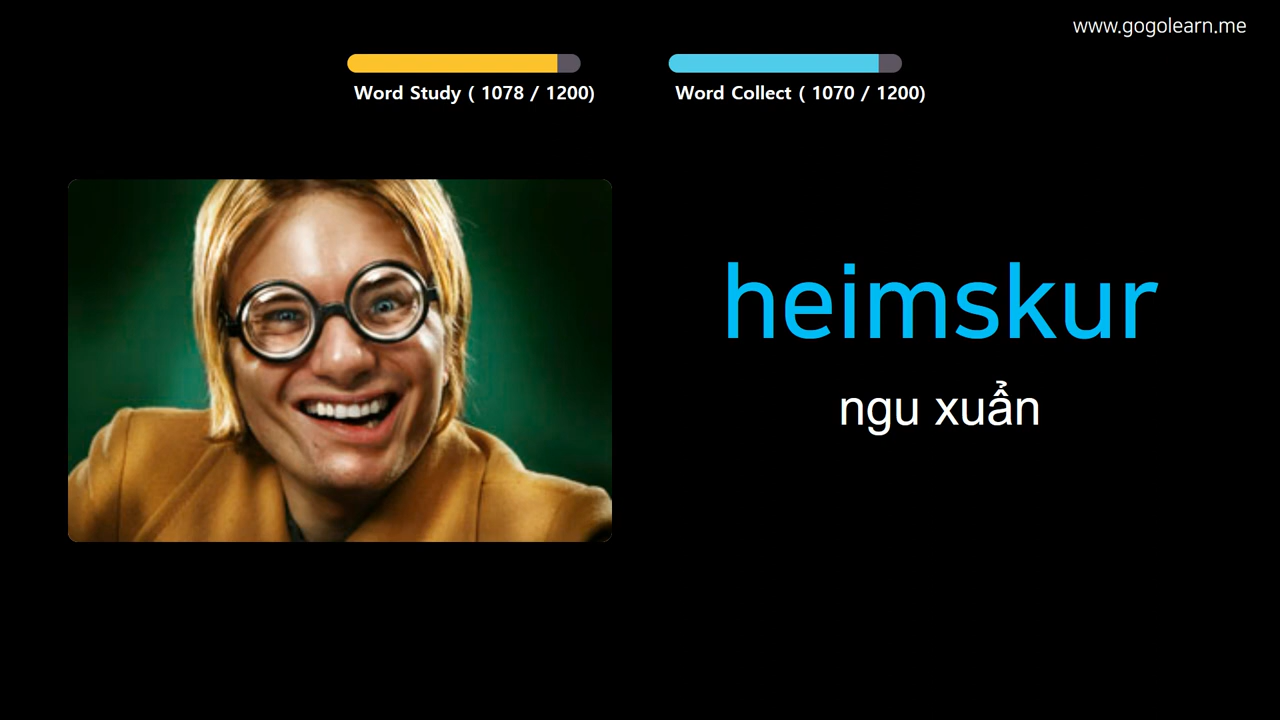 www.gogolearn.me
Word Study ( 1078 / 1200)
Word Collect ( 1070 / 1200)
heimskur
ngu xuẩn